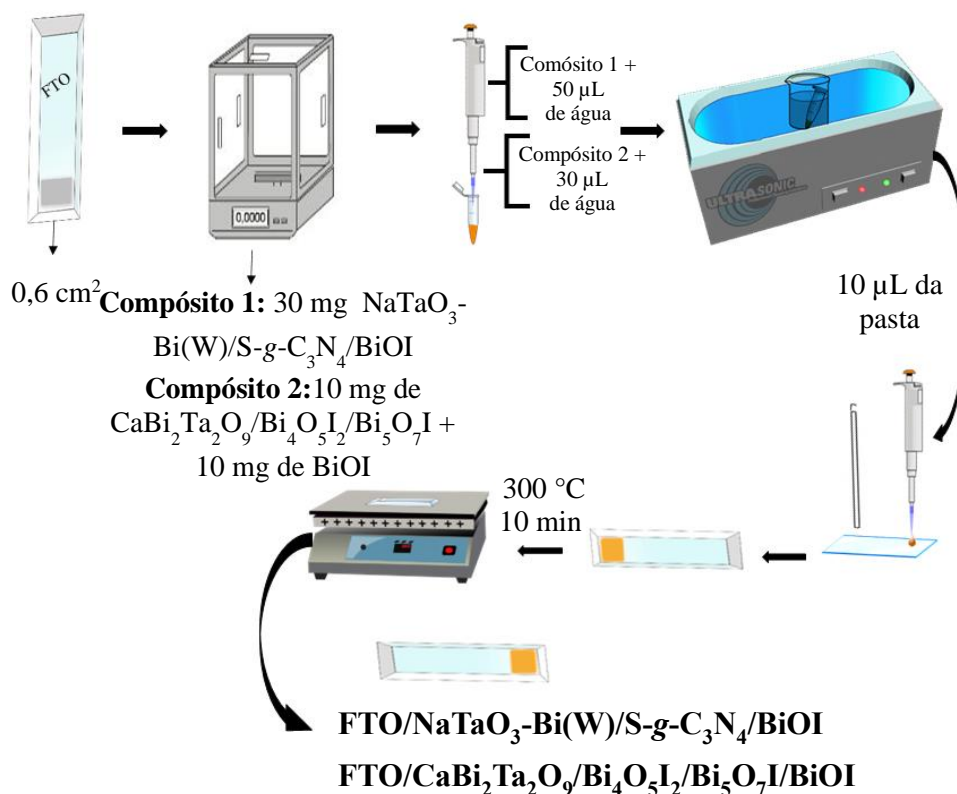 FTO
0,0000
Comósito 1 +
50 µL
de água
Compósito 2 +
30 µL
de água
ULTRASONIC
0,6 cm²
Compósito 1: 30 mg NaTaO₃-
Bi(W)/S-g-C₃N₄/BiOI
Compósito 2:10 mg de
CaBi₂Ta₂O₉/Bi₄O₅I₂/Bi₅O₇I +
10 mg de BiOI
10 µL da
pasta
300 °C
10 min
FTO/NaTaO₃-Bi(W)/S-g-C₃N₄/BiOI
FTO/CaBi₂Ta₂O₉/Bi₄O₅I₂/Bi₅O₇I/BiOI